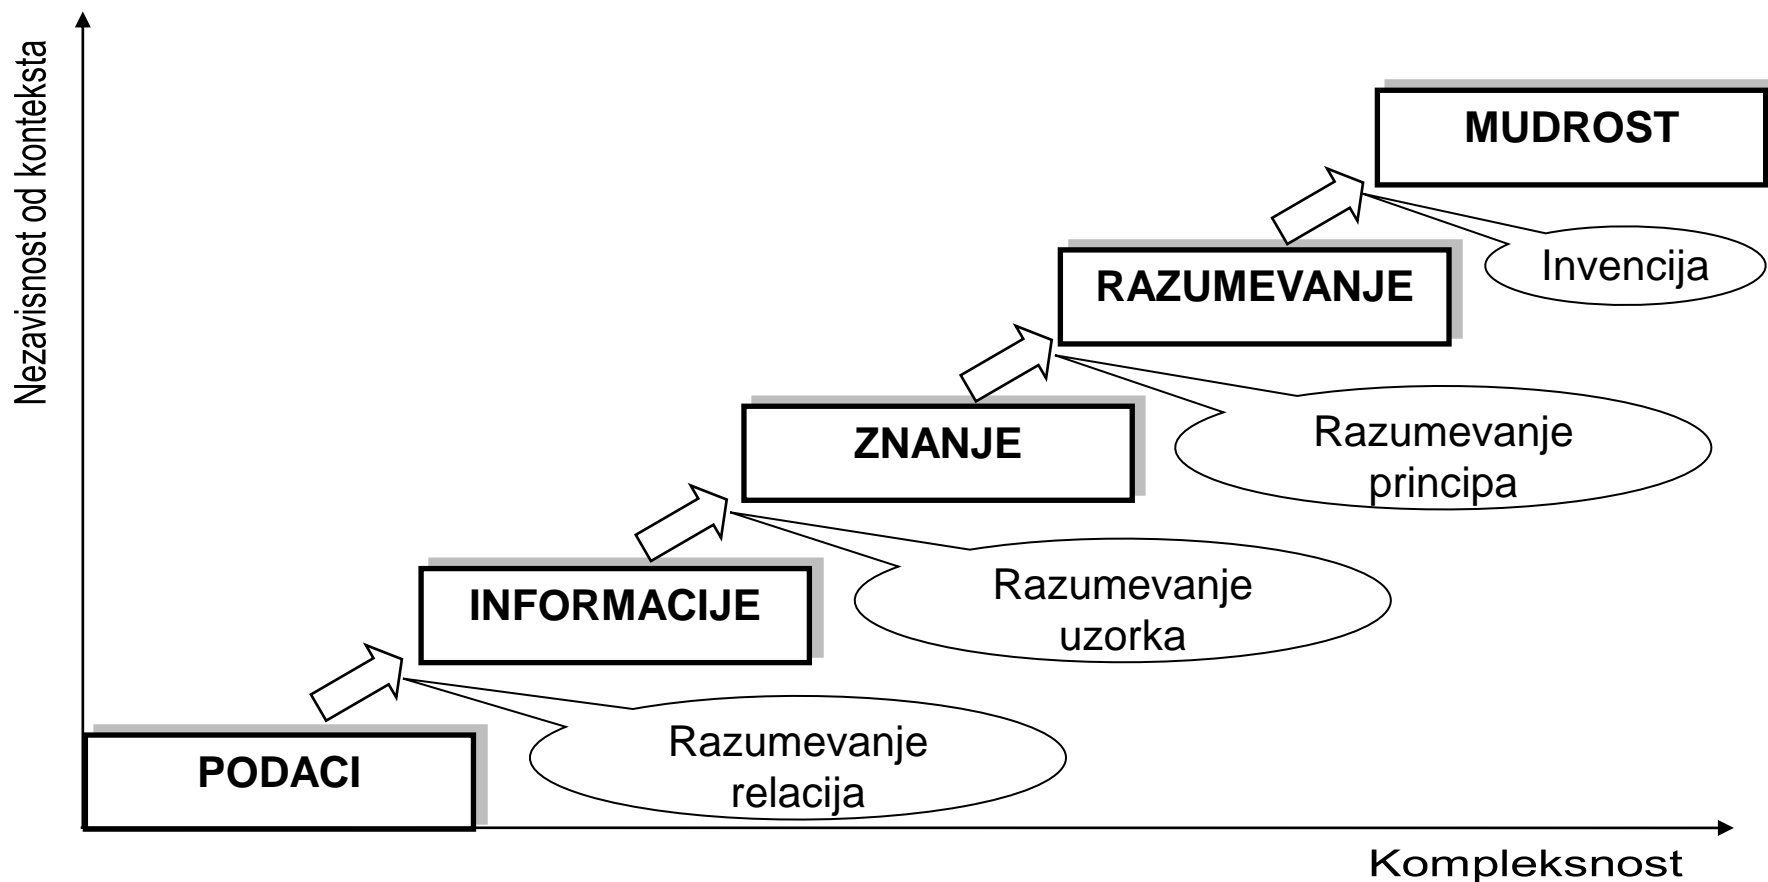 Nezavisnost od konteksta
MUDROST
Invencija
RAZUMEVANJE
Razumevanje
principa
ZNANJE
Razumevanje
uzorka
INFORMACIJE
Razumevanje
relacija
PODACI
Kompleksnost